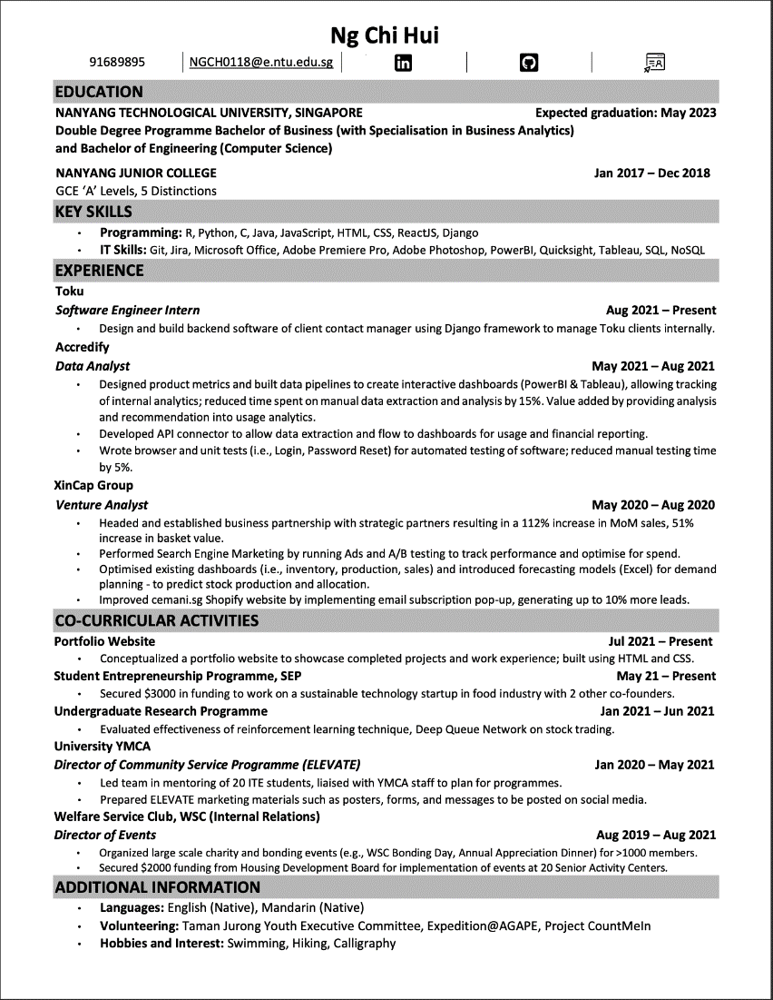 Ng Chi Hui
91689895 NGCH0118@e.ntu.edu.sg in
EDUCATION
NANYANG TECHNOLOGICAL UNIVERSITY, SINGAPORE Expected graduation: May 2023
Double Degree Programme Bachelor of Business (with Specialisation in Business Analytics)
and Bachelor of Engineering (Computer Science)
NANYANG JUNIOR COLLEGE Jan 2017 – Dec 2018
GCE ‘A’ Levels, 5 Distinctions
KEY SKILLS
• Programming: R, Python, C, Java, JavaScript, HTML, CSS, ReactJS, Django
• IT Skills: Git, Jira, Microsoft Office, Adobe Premiere Pro, Adobe Photoshop, PowerBI, Quicksight, Tableau, SQL, NoSQL
EXPERIENCE
Toku
Software Engineer Intern Aug 2021 – Present
• Design and build backend software of client contact manager using Django framework to manage Toku clients internally.
Accredify
Data Analyst May 2021 – Aug 2021
• Designed product metrics and built data pipelines to create interactive dashboards (PowerBI & Tableau), allowing tracking
of internal analytics; reduced time spent on manual data extraction and analysis by 15%. Value added by providing analysis
and recommendation into usage analytics.
• Developed API connector to allow data extraction and flow to dashboards for usage and financial reporting.
• Wrote browser and unit tests (i.e., Login, Password Reset) for automated testing of software; reduced manual testing time
by 5%.
XinCap Group
Venture Analyst May 2020 – Aug 2020
• Headed and established business partnership with strategic partners resulting in a 112% increase in MoM sales, 51%
increase in basket value.
• Performed Search Engine Marketing by running Ads and A/B testing to track performance and optimise for spend.
• Optimised existing dashboards (i.e., inventory, production, sales) and introduced forecasting models (Excel) for demand
planning - to predict stock production and allocation.
• Improved cemani.sg Shopify website by implementing email subscription pop-up, generating up to 10% more leads.
CO-CURRICULAR ACTIVITIES
Portfolio Website Jul 2021 – Present
• Conceptualized a portfolio website to showcase completed projects and work experience; built using HTML and CSS.
Student Entrepreneurship Programme, SEP May 21 – Present
• Secured $3000 in funding to work on a sustainable technology startup in food industry with 2 other co-founders.
Undergraduate Research Programme Jan 2021 – Jun 2021
• Evaluated effectiveness of reinforcement learning technique, Deep Queue Network on stock trading.
University YMCA
Director of Community Service Programme (ELEVATE) Jan 2020 – May 2021
• Led team in mentoring of 20 ITE students, liaised with YMCA staff to plan for programmes.
• Prepared ELEVATE marketing materials such as posters, forms, and messages to be posted on social media.
Welfare Service Club, WSC (Internal Relations)
Director of Events Aug 2019 – Aug 2021
• Organized large scale charity and bonding events (e.g., WSC Bonding Day, Annual Appreciation Dinner) for >1000 members.
• Secured $2000 funding from Housing Development Board for implementation of events at 20 Senior Activity Centers.
ADDITIONAL INFORMATION
• Languages: English (Native), Mandarin (Native)
• Volunteering: Taman Jurong Youth Executive Committee, Expedition@AGAPE, Project CountMeIn
• Hobbies and Interest: Swimming, Hiking, Calligraphy